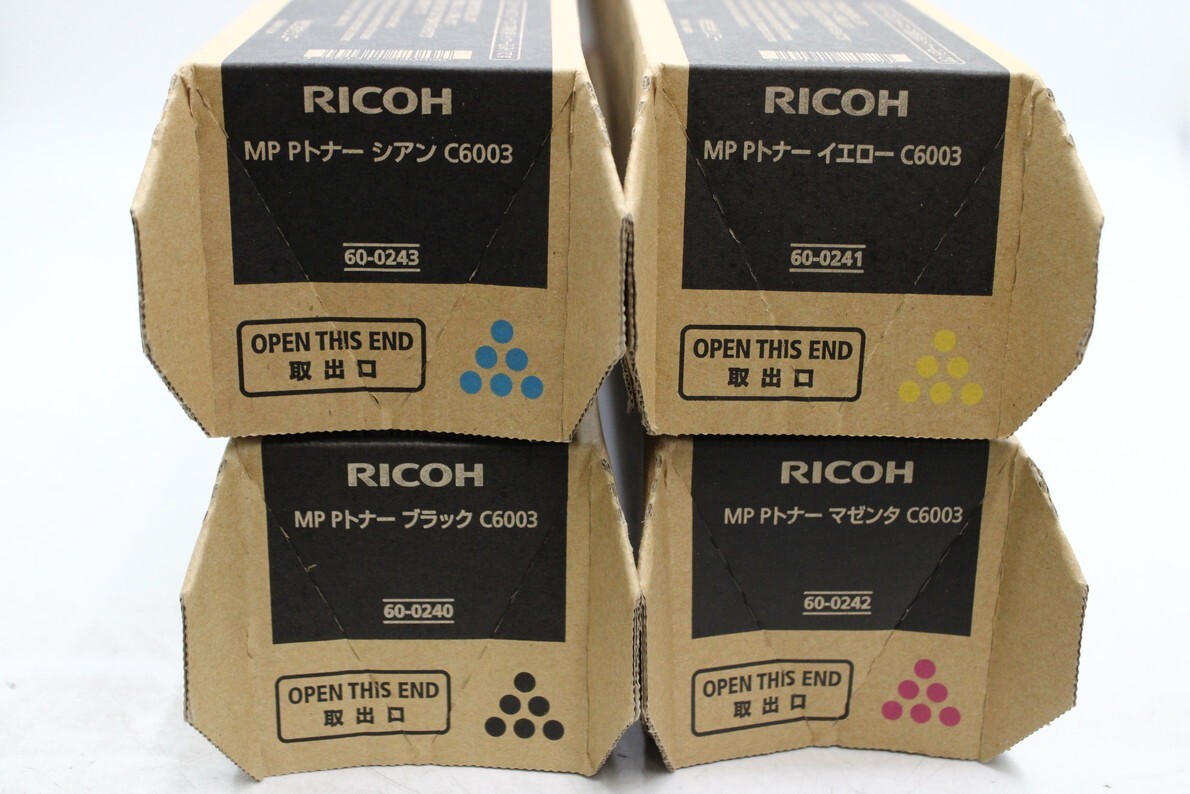 RICOH
MP Pトナー シアン C6003
60-0243
OPEN THIS END
取出口
RICOH
MP Pトナー イエロー C6003
60-0241
OPEN THIS END
取出口
RICOH
MP Pトナー ブラック C6003
60-0240
OPEN THIS END
取出口
RICOH
MP Pトナー マゼンタ C6003
60-0242
OPEN THIS END
取出口